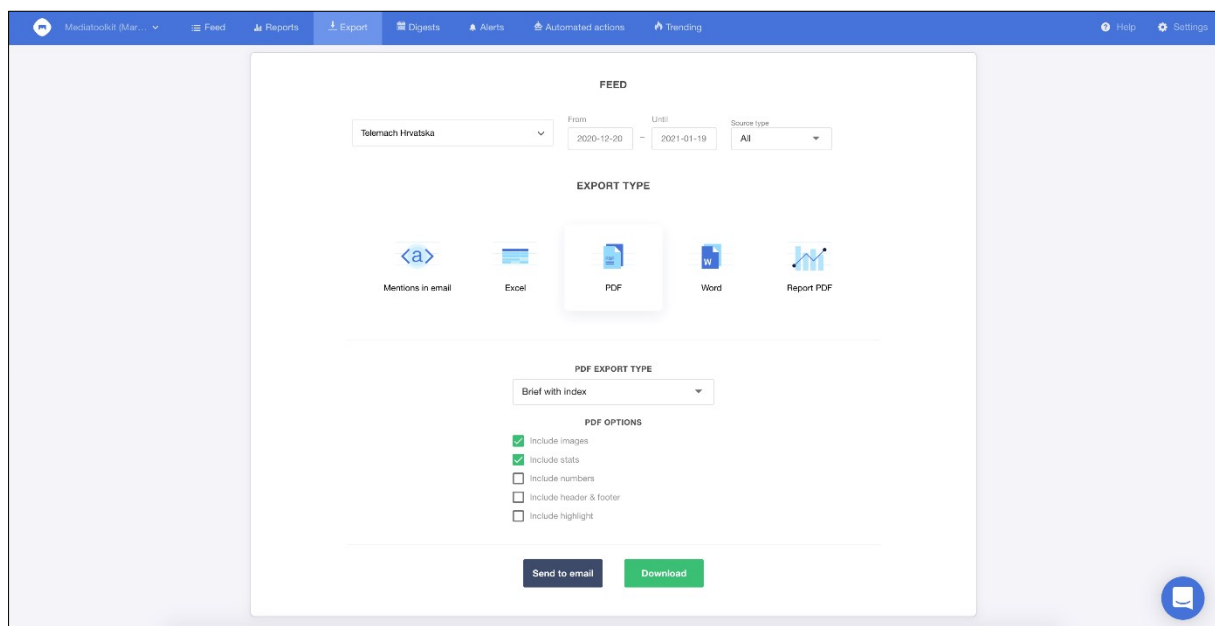 Mediatoolkit (Mar... Feed Reports Export Digests Alerts Automated actions Trending Help Settings
FEED
From Until Source type
Telemach Hrvatska 2020-12-20 – 2021-01-19 All
EXPORT TYPE
<a> W
Mentions in email Excel PDF Word Report PDF
PDF EXPORT TYPE
Brief with index
PDF OPTIONS
Include images
Include stats
Include numbers
Include header & footer
Include highlight
Send to email Download